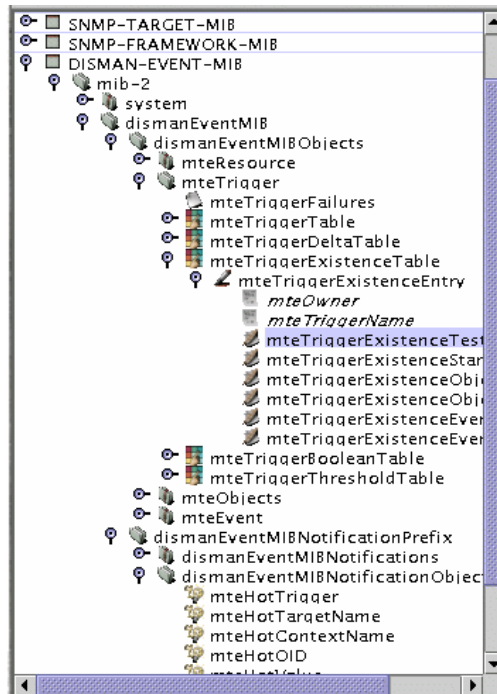 SNMP-TARGET-MIB
SNMP-FRAMEWORK-MIB
DISMAN-EVENT-MIB
mib-2
system
dismanEventMIB
dismanEventMIBObjects
mteResource
mteTrigger
mteTriggerFailures
mteTriggerTable
mteTriggerDeltaTable
mteTriggerExistenceTable
mteTriggerExistenceEntry
mteOwner
mteTriggerName
mteTriggerExistenceTest
mteTriggerExistenceStar
mteTriggerExistenceObj
mteTriggerExistenceObj
mteTriggerExistenceEver
mteTriggerExistenceEver
mteTriggerBooleanTable
mteTriggerThresholdTable
mteObjects
mteEvent
dismanEventMIBNotificationPrefix
dismanEventMIBNotifications
dismanEventMIBNotificationObjec
mteHotTrigger
mteHotTargetName
mteHotContextName
mteHotOID